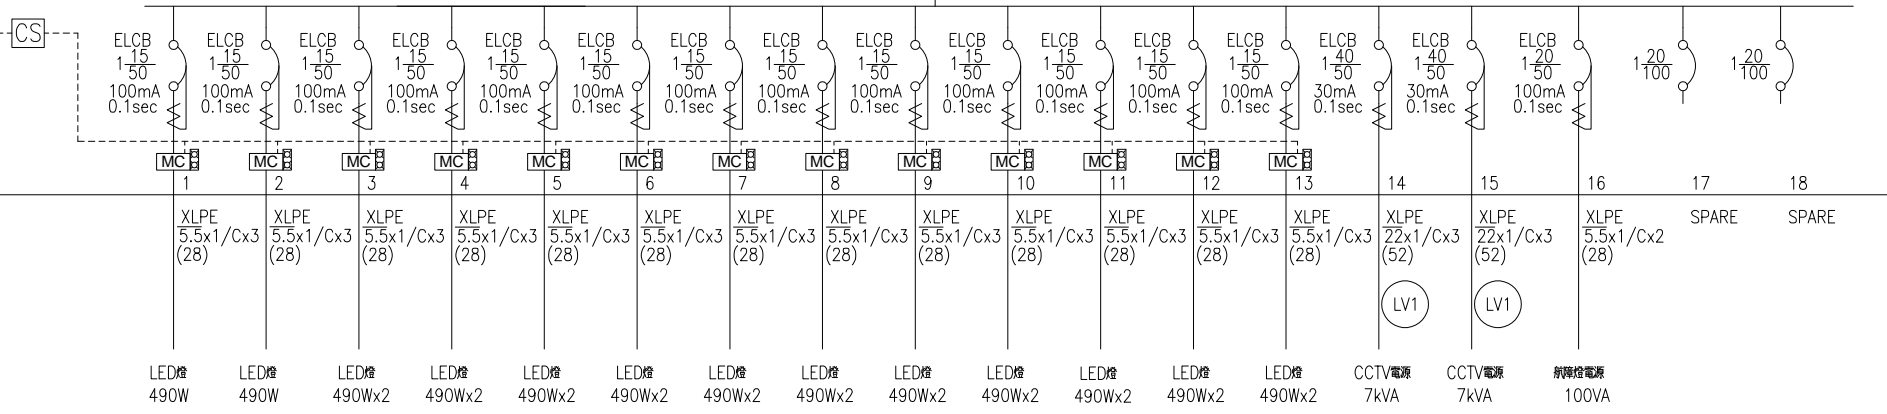 CS
ELCB ELCB ELCB ELCB ELCB ELCB ELCB ELCB ELCB ELCB ELCB ELCB ELCB ELCB ELCB ELCB
15 15 15 15 15 15 15 15 15 15 15 15 15 40 40 20 20 20
1 1 1 1 1 1 1 1 1 1 1 1 1 1 1 1 1 1
50 50 50 50 50 50 50 50 50 50 50 50 50 50 50 50 100 100
100mA 100mA 100mA 100mA 100mA 100mA 100mA 100mA 100mA 100mA 100mA 100mA 100mA 30mA 30mA 100mA
0.1sec 0.1sec 0.1sec 0.1sec 0.1sec 0.1sec 0.1sec 0.1sec 0.1sec 0.1sec 0.1sec 0.1sec 0.1sec 0.1sec 0.1sec 0.1sec
MC MC MC MC MC MC MC MC MC MC MC MC MC
1 2 3 4 5 6 7 8 9 10 11 12 13 14 15 16 17 18
XLPE XLPE XLPE XLPE XLPE XLPE XLPE XLPE XLPE XLPE XLPE XLPE XLPE XLPE XLPE XLPE SPARE SPARE
5.5x1/Cx3 5.5x1/Cx3 5.5x1/Cx3 5.5x1/Cx3 5.5x1/Cx3 5.5x1/Cx3 5.5x1/Cx3 5.5x1/Cx3 5.5x1/Cx3 5.5x1/Cx3 5.5x1/Cx3 5.5x1/Cx3 5.5x1/Cx3 22x1/Cx3 22x1/Cx3 5.5x1/Cx2
(28) (28) (28) (28) (28) (28) (28) (28) (28) (28) (28) (28) (28) (52) (52) (28)
LV1 LV1
LED燈 LED燈 LED燈 LED燈 LED燈 LED燈 LED燈 LED燈 LED燈 LED燈 LED燈 LED燈 LED燈 CCTV電源 CCTV電源 航障燈電源
490W 490W 490Wx2 490Wx2 490Wx2 490Wx2 490Wx2 490Wx2 490Wx2 490Wx2 490Wx2 490Wx2 490Wx2 7kVA 7kVA 100VA